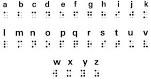 a b c d e f g h i j k
l m n o p q r s t u v
w x y z